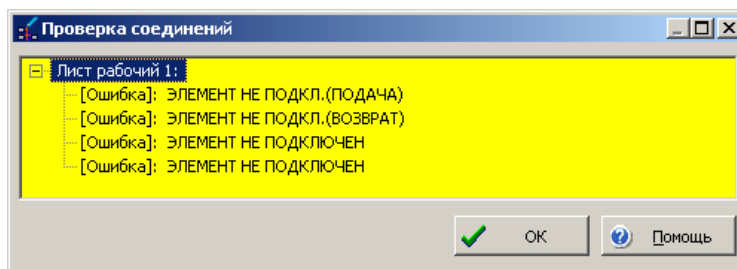 Проверка соединений
Лист рабочий 1:
[Ошибка]: ЭЛЕМЕНТ НЕ ПОДКЛ.(ПОДАЧА)
[Ошибка]: ЭЛЕМЕНТ НЕ ПОДКЛ.(ВОЗВРАТ)
[Ошибка]: ЭЛЕМЕНТ НЕ ПОДКЛЮЧЕН
[Ошибка]: ЭЛЕМЕНТ НЕ ПОДКЛЮЧЕН
ОК Помощь